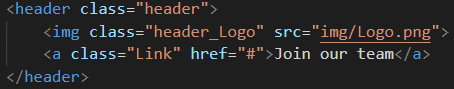 <header class="header">
<img class="header_Logo" src="img/Logo.png">
<a class="Link" href="#">Join our team</a>
</header>